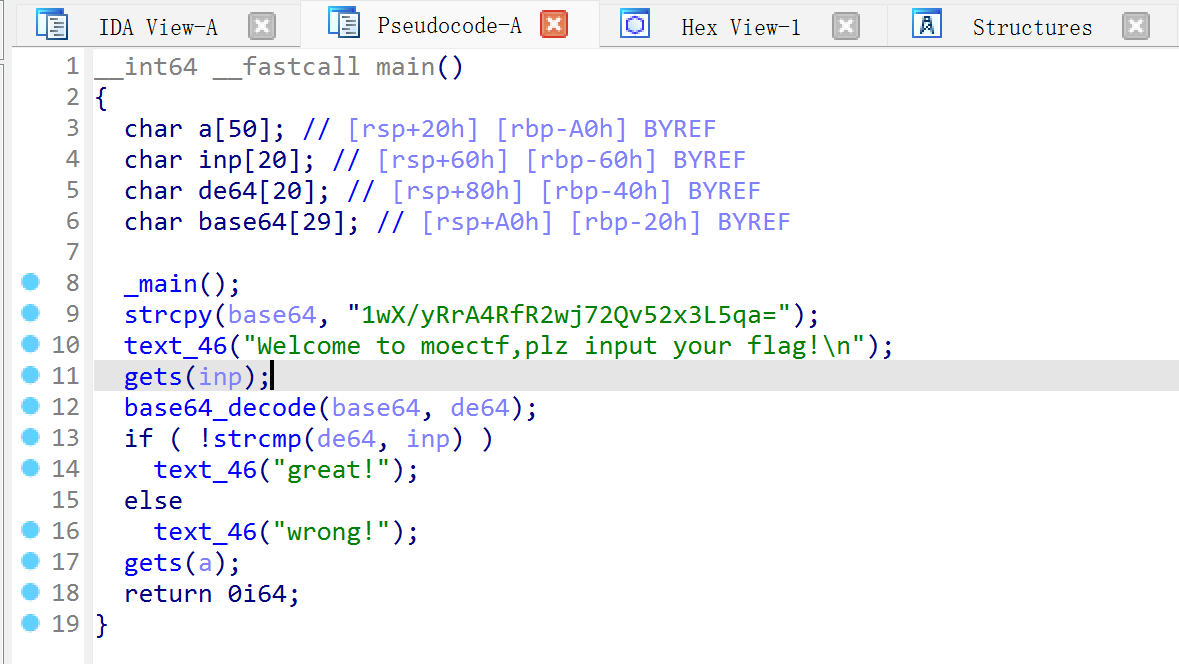 IDA View-A Pseudocode-A Hex View-1 Structures
1 __int64 __fastcall main()
2 {
3 char a[50]; // [rsp+20h] [rbp-A0h] BYREF
4 char inp[20]; // [rsp+60h] [rbp-60h] BYREF
5 char de64[20]; // [rsp+80h] [rbp-40h] BYREF
6 char base64[29]; // [rsp+A0h] [rbp-20h] BYREF
7
8 _main();
9 strcpy(base64, "1wX/yRrA4RfR2wj72Qv52x3L5qa=");
10 text_46("Welcome to moectf,plz input your flag!\n");
11 gets(inp);
12 base64_decode(base64, de64);
13 if ( !strcmp(de64, inp) )
14 text_46("great!");
15 else
16 text_46("wrong!");
17 gets(a);
18 return 0i64;
19 }